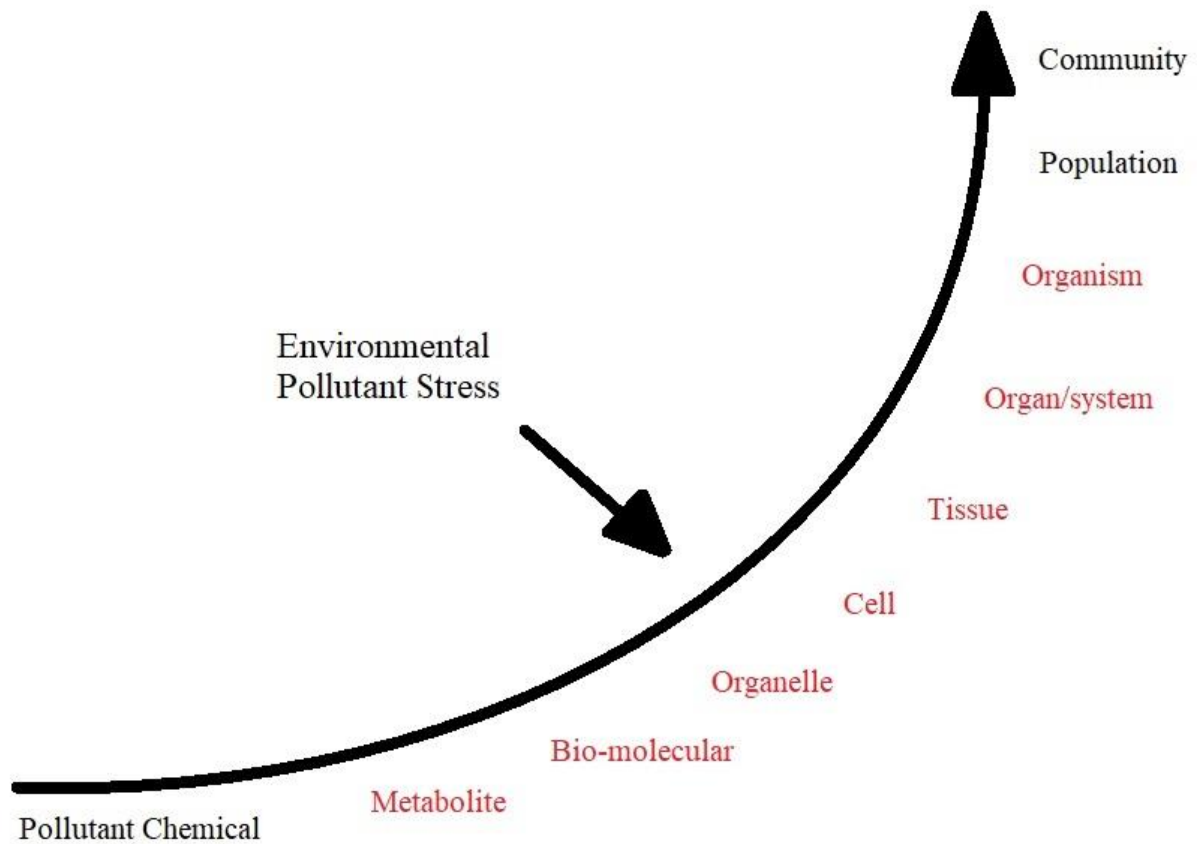 Community
Population
Organism
Environmental
Pollutant Stress
Organ/system
Tissue
Cell
Organelle
Bio-molecular
Metabolite
Pollutant Chemical